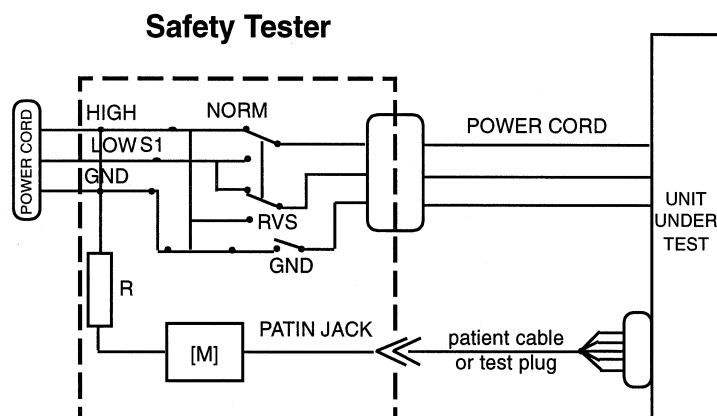 Safety Tester
POWER CORD
HIGH
NORM
LOW S1
GND
RVS
GND
R
[M]
PATIN JACK
POWER CORD
UNIT
UNDER
TEST
patient cable
or test plug